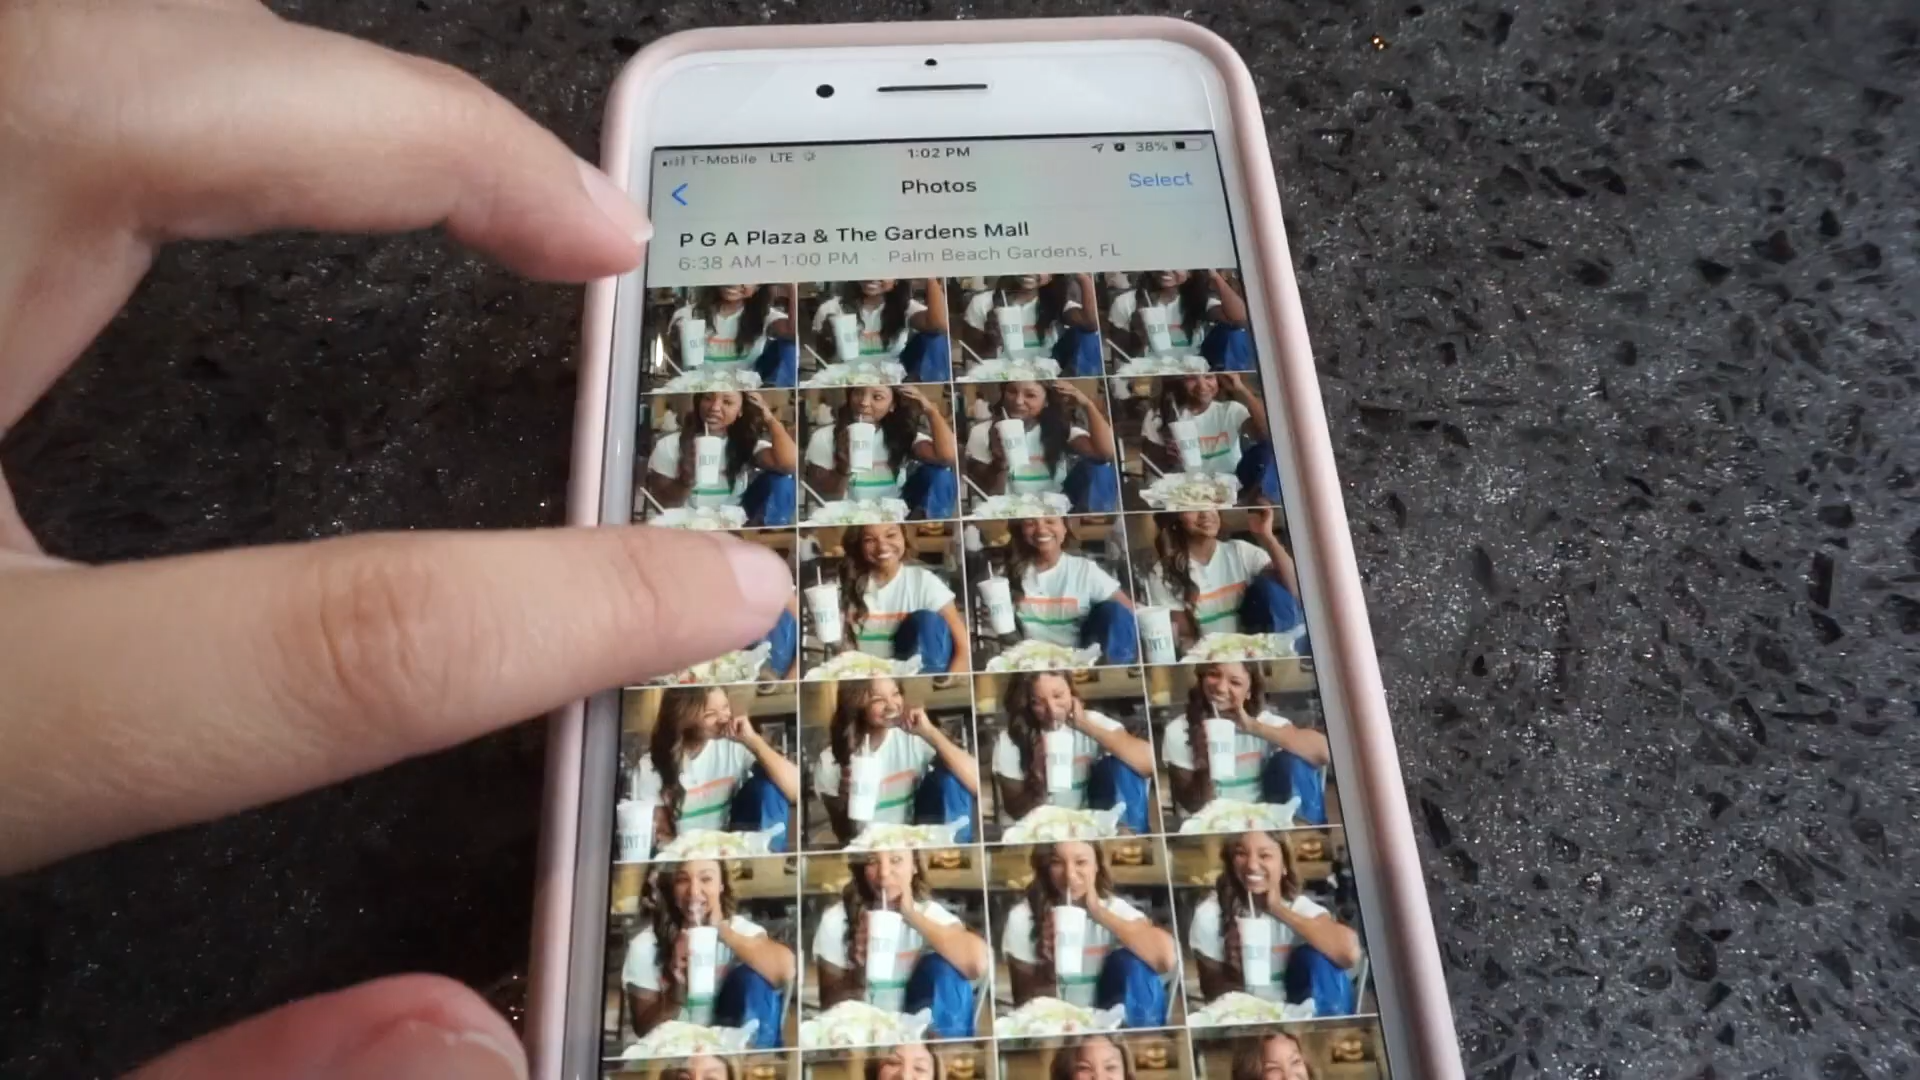 T-Mobile LTE 1:02 PM 38%
Photos Select
P G A Plaza & The Gardens Mall
6:38 AM – 1:00 PM · Palm Beach Gardens, FL